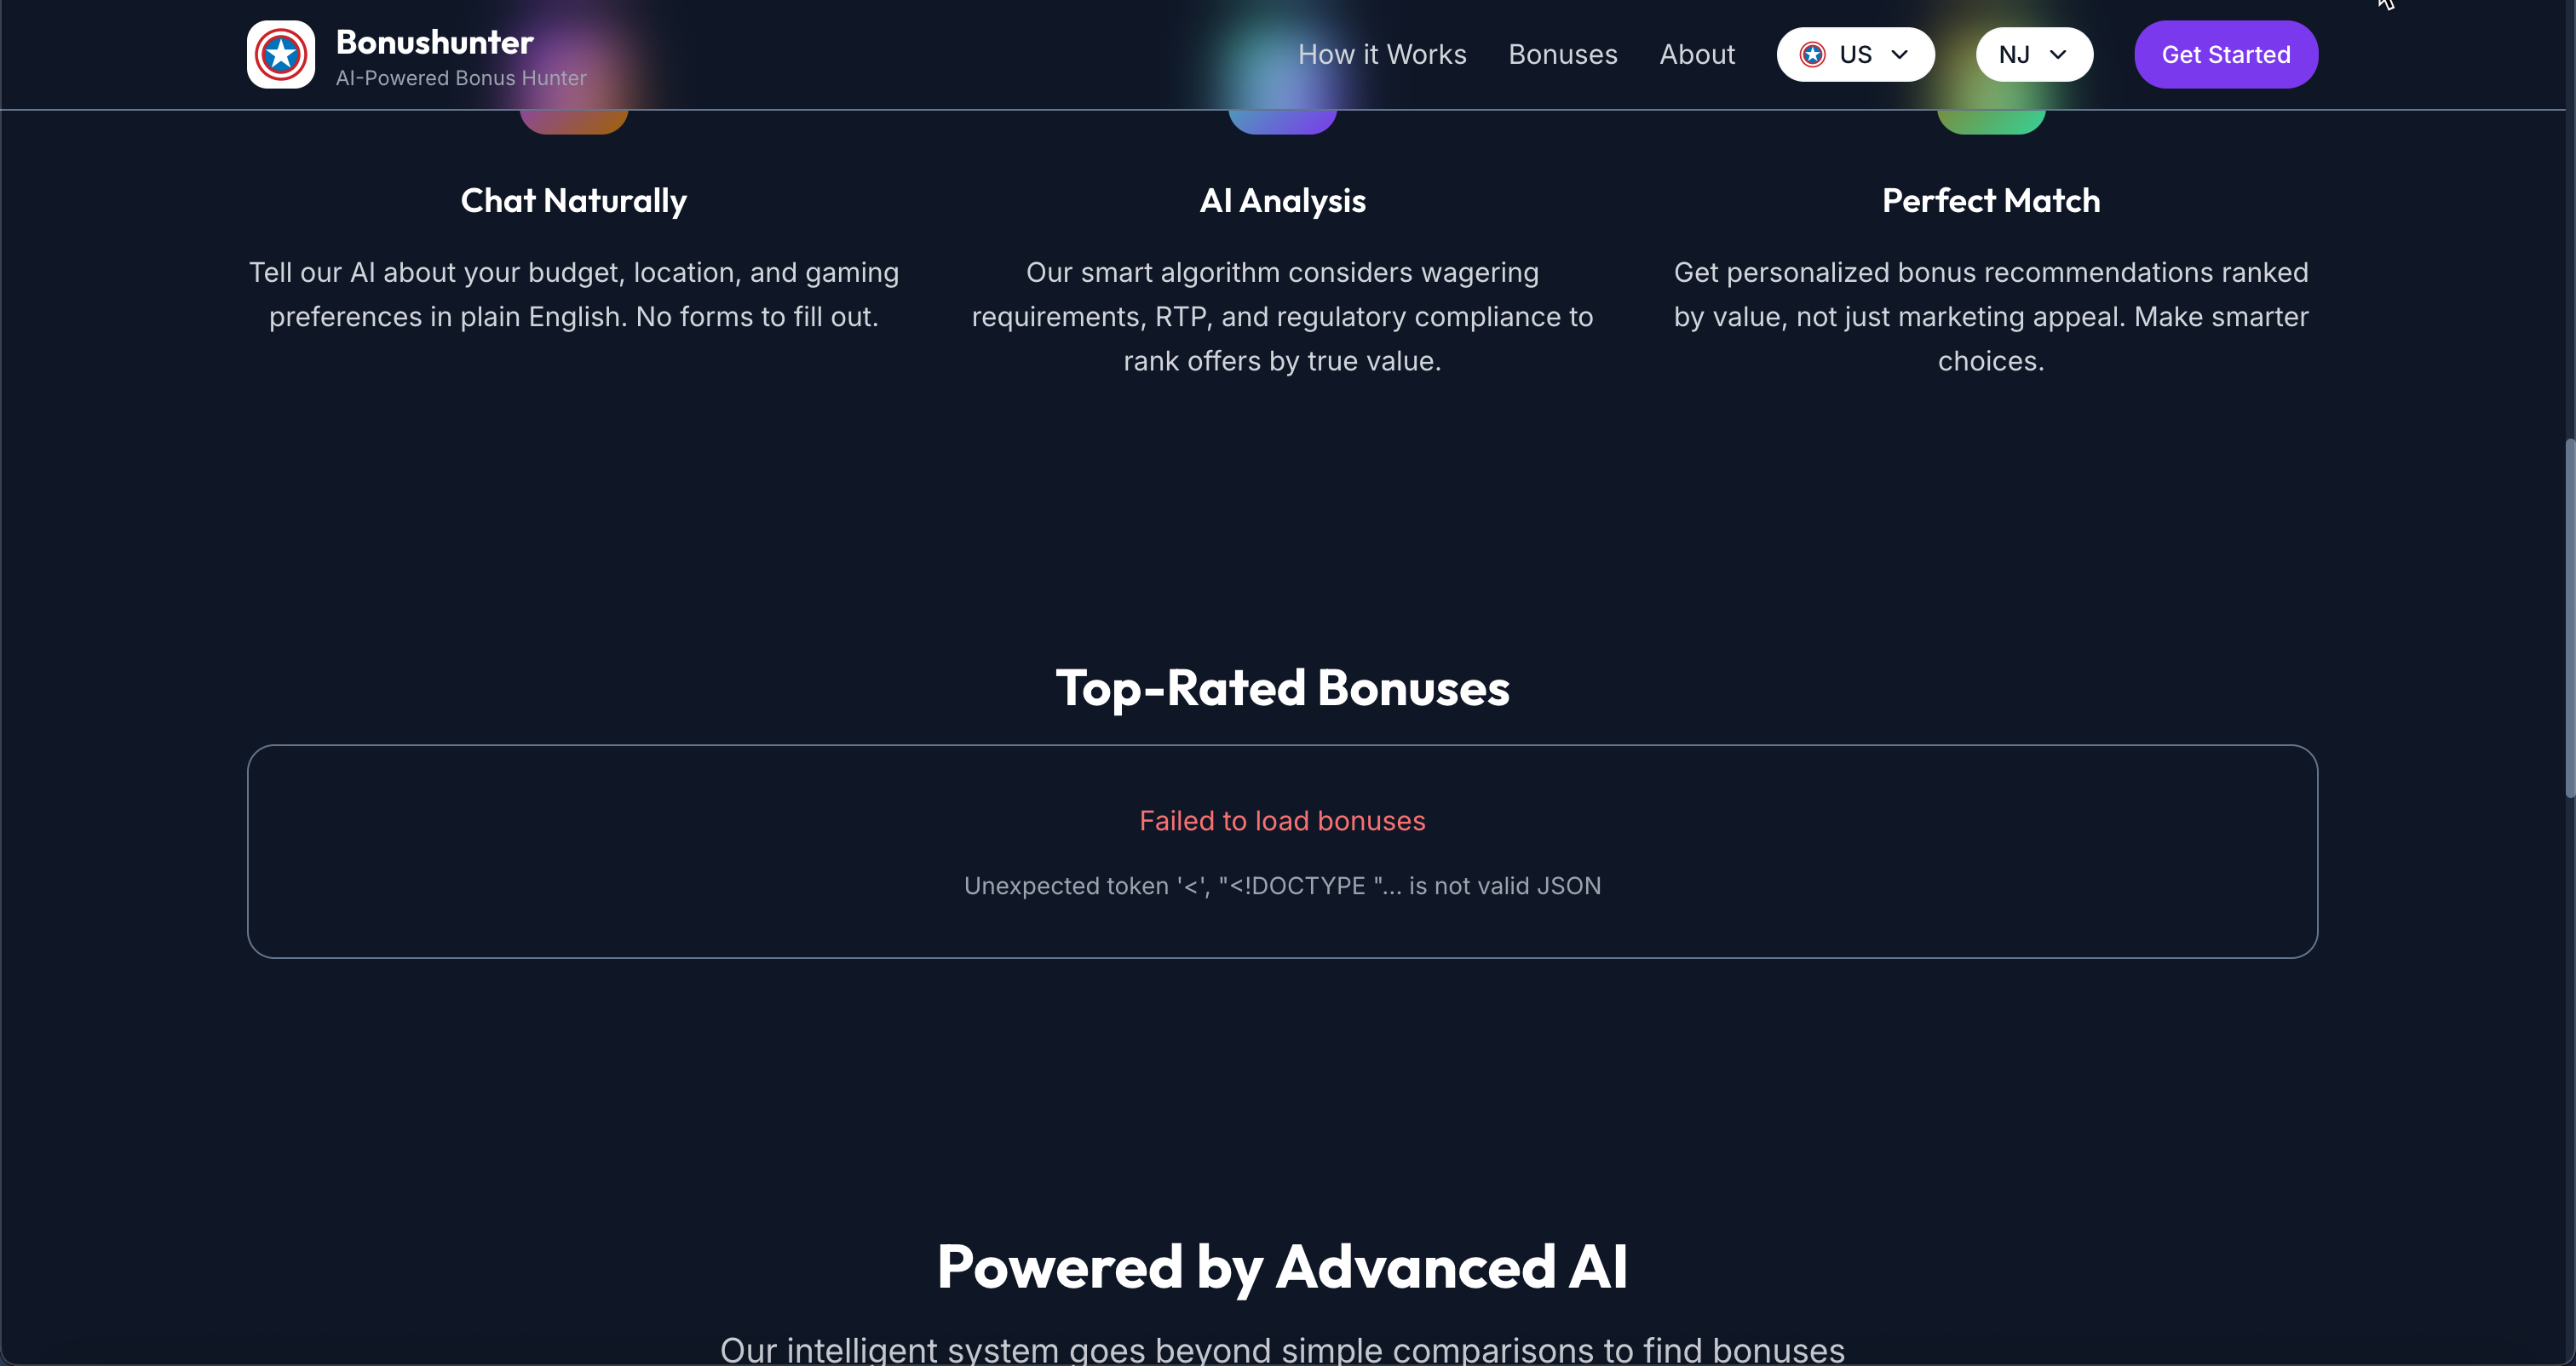 Bonushunter
AI-Powered Bonus Hunter
How it Works
Bonuses
About
US
NJ
Get Started
Chat Naturally
Tell our AI about your budget, location, and gaming
preferences in plain English. No forms to fill out.
AI Analysis
Our smart algorithm considers wagering
requirements, RTP, and regulatory compliance to
rank offers by true value.
Perfect Match
Get personalized bonus recommendations ranked
by value, not just marketing appeal. Make smarter
choices.
Top-Rated Bonuses
Failed to load bonuses
Unexpected token '<', "<!DOCTYPE "... is not valid JSON
Powered by Advanced AI
Our intelligent system goes beyond simple comparisons to find bonuses